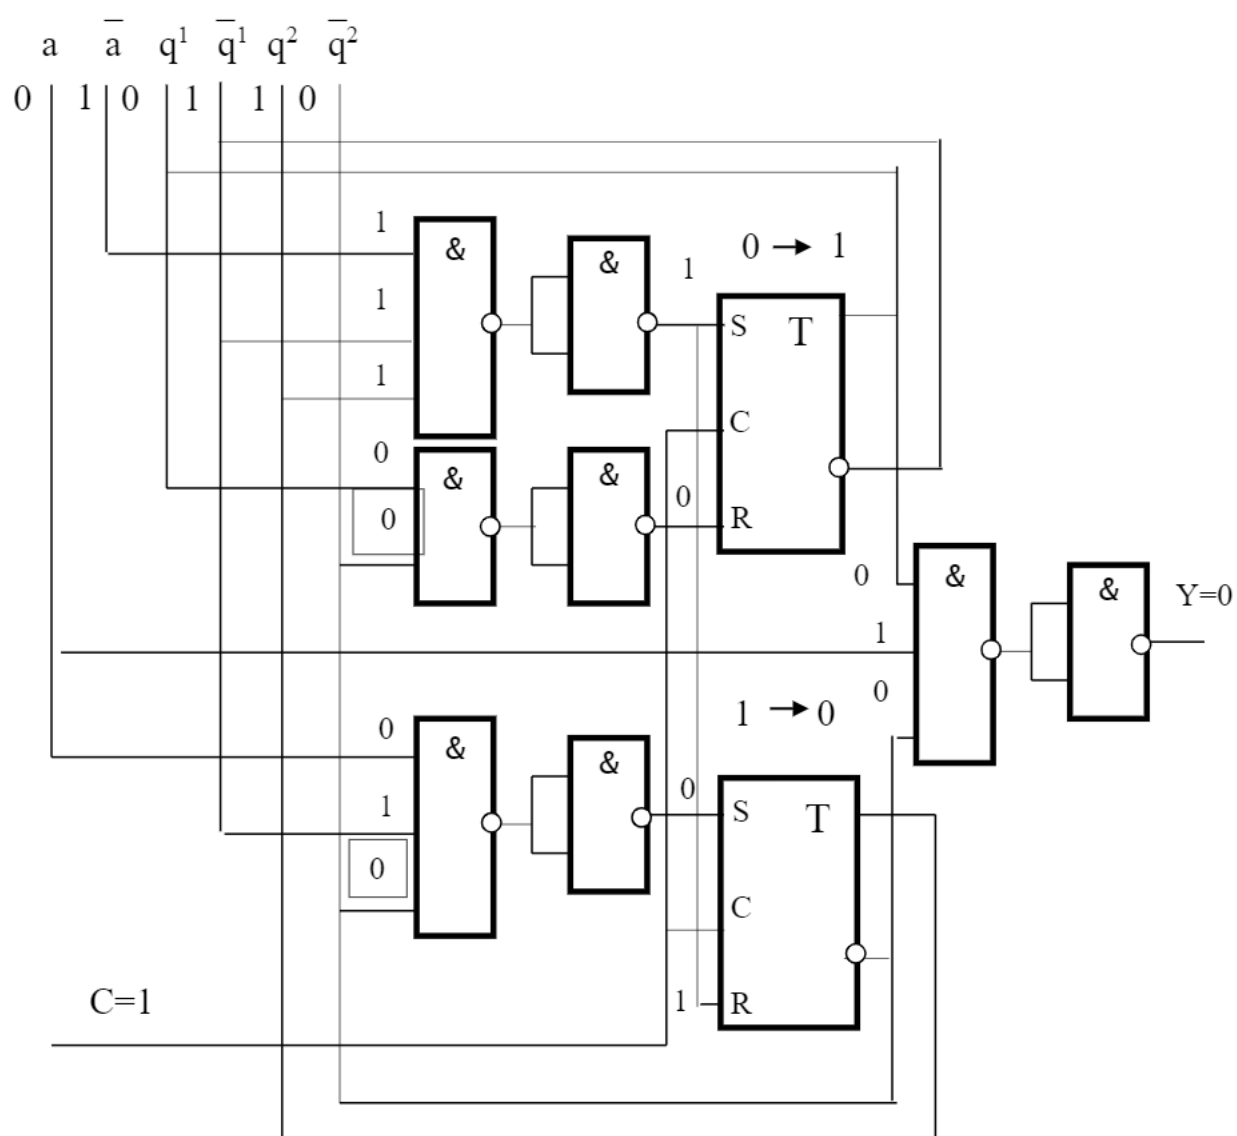 a a̅ q¹ q̅¹ q² q̅²
0 1 0 1 1 0
1 & & 1 0 → 1
1 S T
1 C
0 & & 0 R
0
0 & & Y=0
1
0
1 → 0
0 & & 0 S T
1
0 C
C=1 1 R